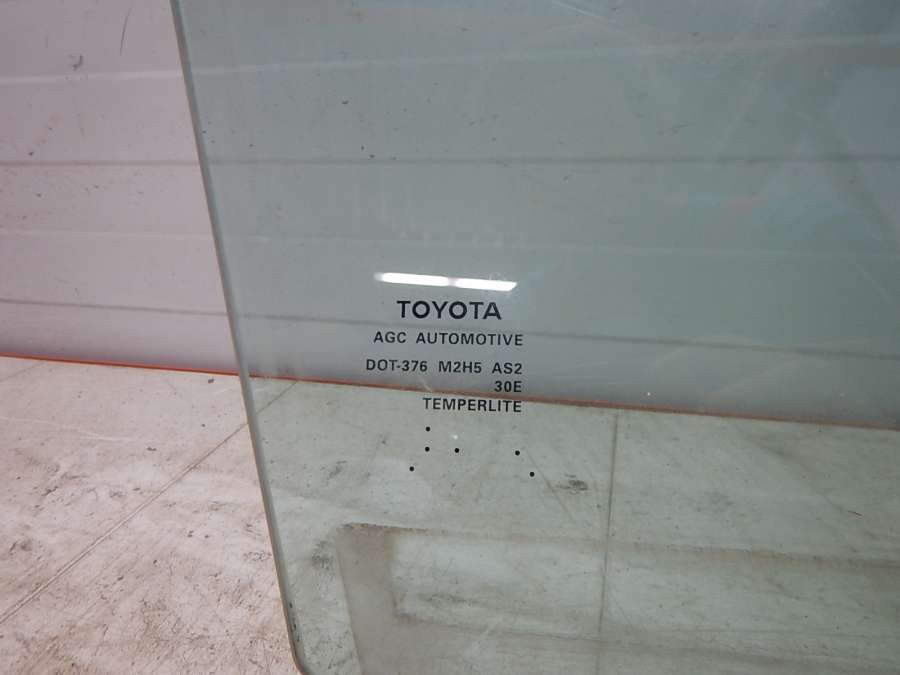 TOYOTA
AGC AUTOMOTIVE
DOT-376 M2H5 AS2
30E
TEMPERLITE